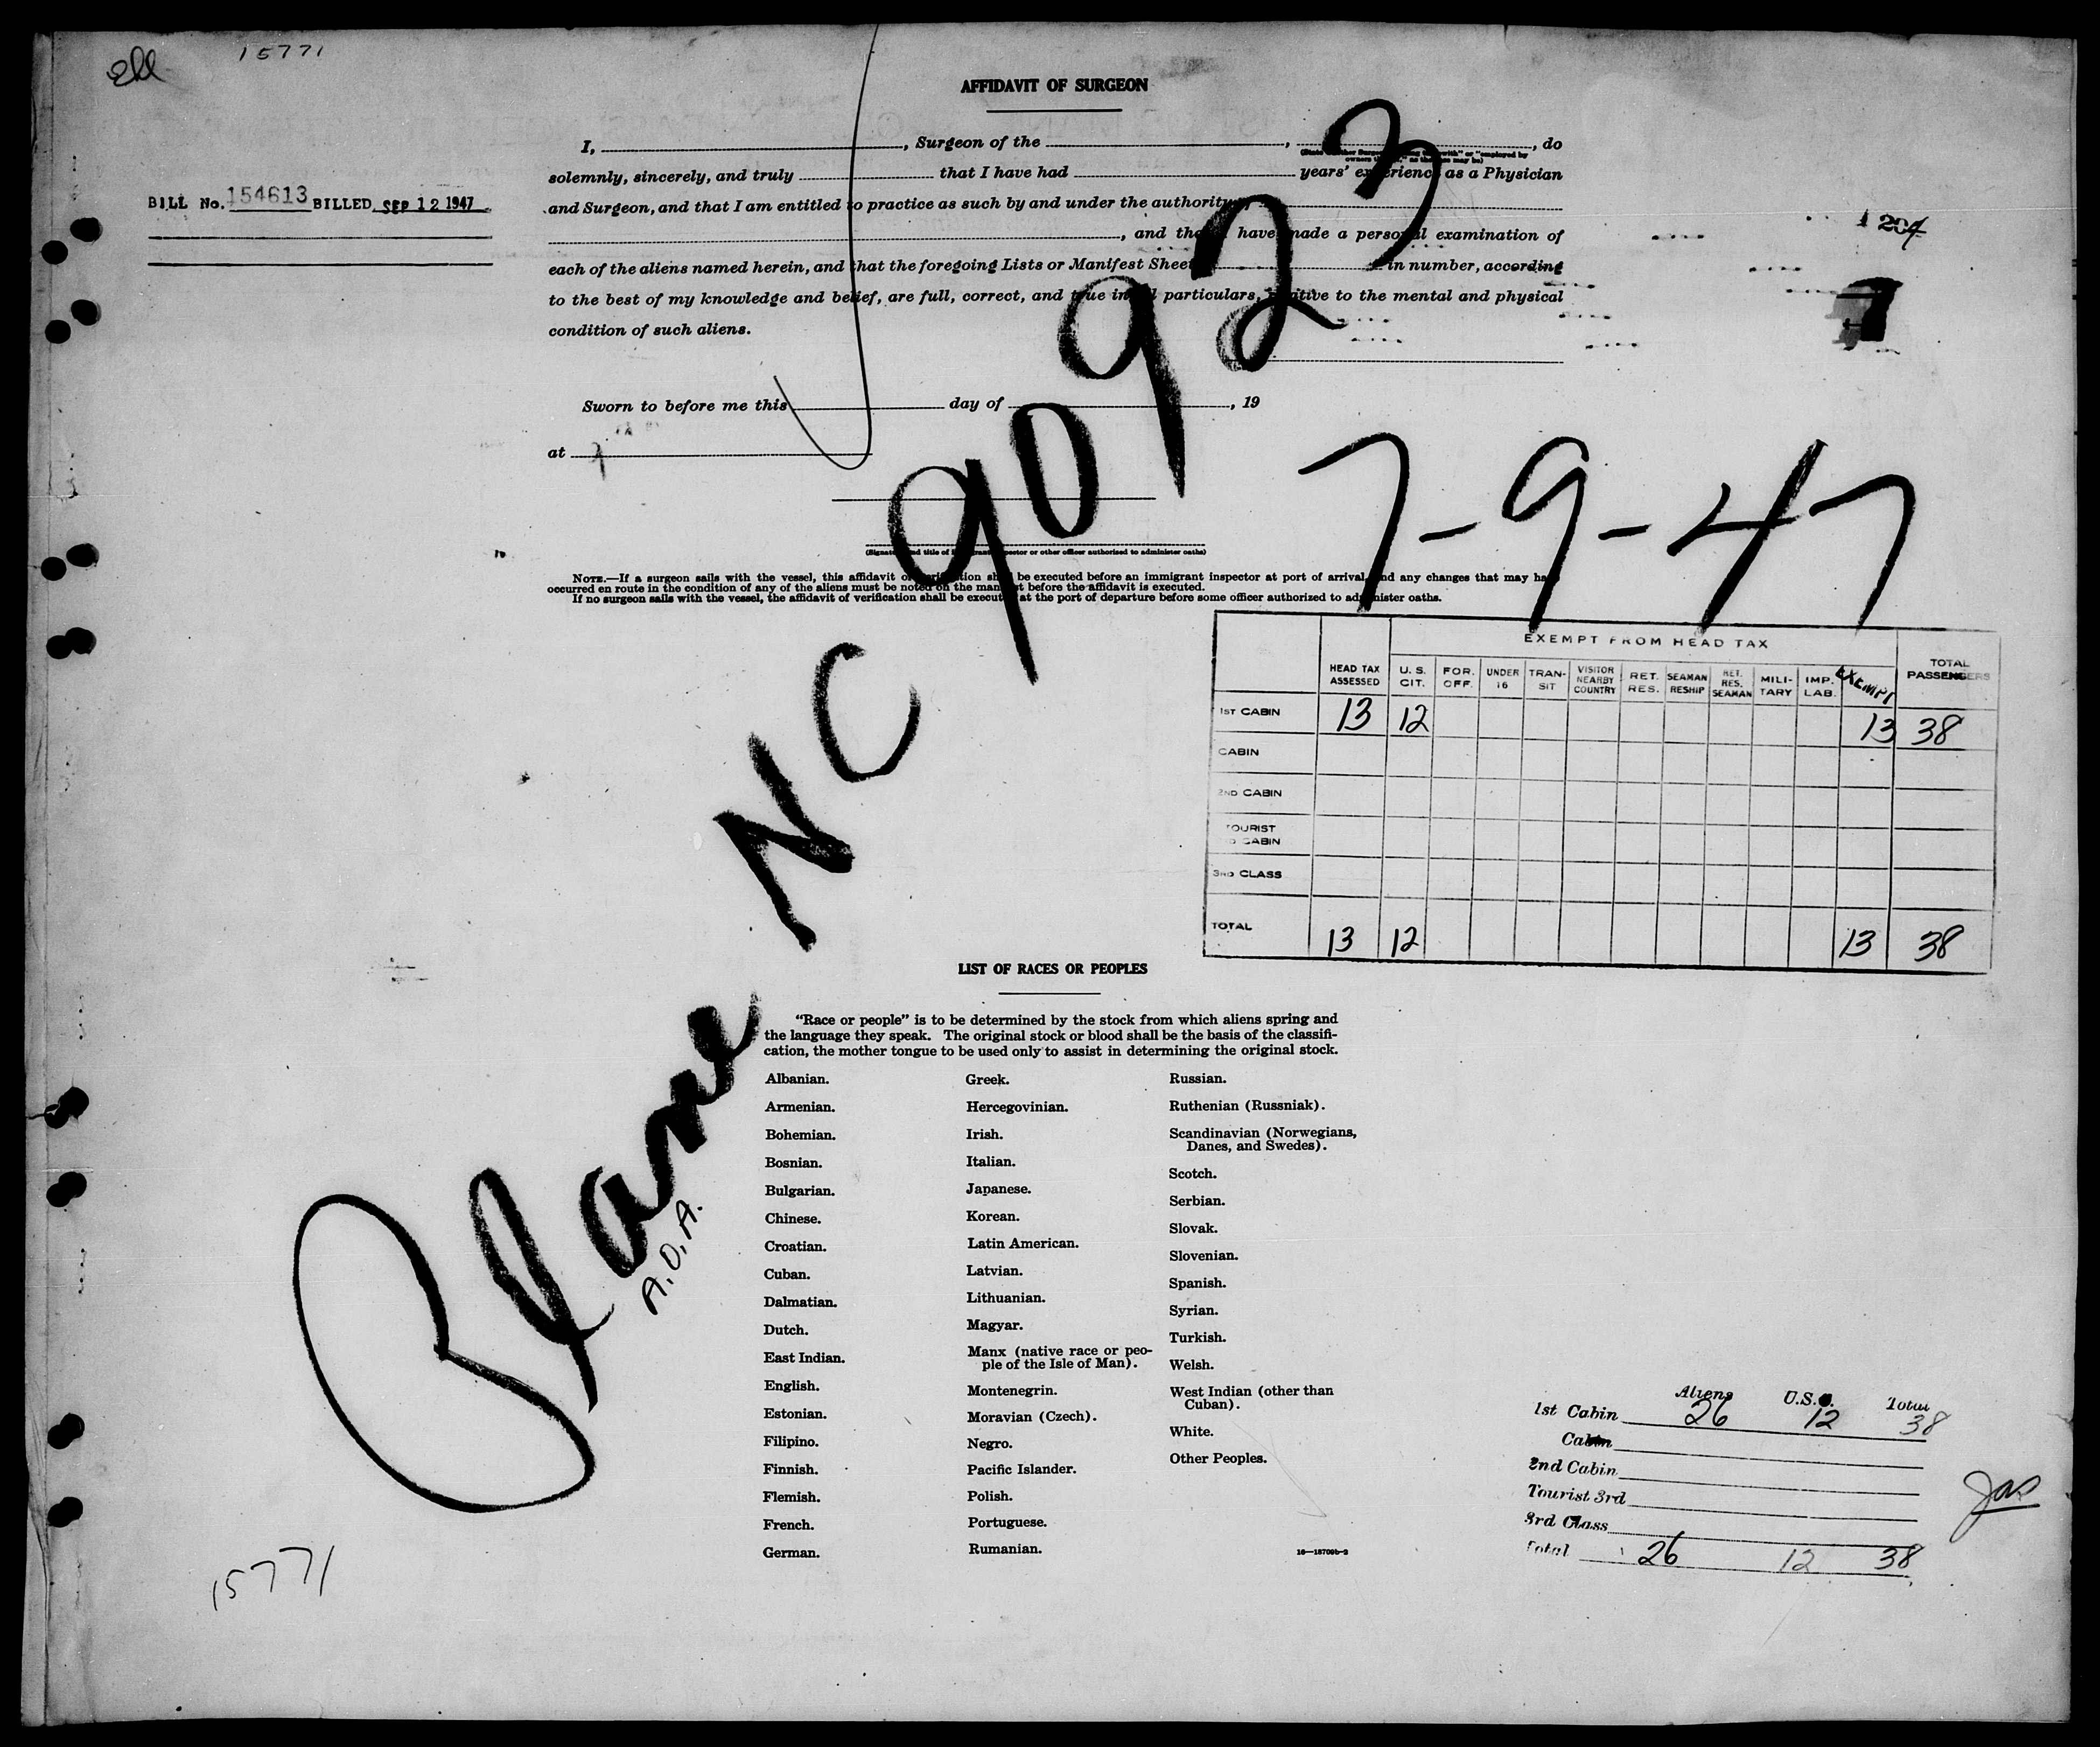 15771
AFFIDAVIT OF SURGEON
I, , Surgeon of the , , do
solemnly, sincerely, and truly that I have had years' experience as a Physician
BILL No. 154613 BILLED SEP 12 1947
and Surgeon, and that I am entitled to practice as such by and under the authority
, and that I have made a personal examination of
each of the aliens named herein, and that the foregoing Lists or Manifest Sheets in number, according
to the best of my knowledge and belief, are full, correct, and true in all particulars, relative to the mental and physical
condition of such aliens.
Sworn to before me this day of , 19
at
(Signature and title of immigrant inspector or other officer authorized to administer oaths)
NOTE.—If a surgeon sails with the vessel, this affidavit or verification shall be executed before an immigrant inspector at port of arrival, and any changes that may have
occurred en route in the condition of any of the aliens must be noted on the manifest before the affidavit is executed.
If no surgeon sails with the vessel, the affidavit of verification shall be executed at the port of departure before some officer authorized to administer oaths.
Plane NC 90923
A.O.A.
7-9-47
EXEMPT FROM HEAD TAX
HEAD TAX ASSESSED U. S. CIT. FOR. OFF. UNDER 16 TRAN-SIT VISITOR NEARBY COUNTRY RET. RES. SEAMAN RESHIP RET. RES. SEAMAN MILI-TARY IMP. LAB. EXEMPT TOTAL PASSENGERS
1ST CABIN 13 12 13 38
CABIN
2ND CABIN
TOURIST
CABIN
3RD CLASS
TOTAL 13 12 13 38
LIST OF RACES OR PEOPLES
"Race or people" is to be determined by the stock from which aliens spring and
the language they speak. The original stock or blood shall be the basis of the classifi-
cation, the mother tongue to be used only to assist in determining the original stock.
Albanian.
Armenian.
Bohemian.
Bosnian.
Bulgarian.
Chinese.
Croatian.
Cuban.
Dalmatian.
Dutch.
East Indian.
English.
Estonian.
Filipino.
Finnish.
Flemish.
French.
German.
Greek.
Hercegovinian.
Irish.
Italian.
Japanese.
Korean.
Latin American.
Latvian.
Lithuanian.
Magyar.
Manx (native race or peo-
ple of the Isle of Man).
Montenegrin.
Moravian (Czech).
Negro.
Pacific Islander.
Polish.
Portuguese.
Rumanian.
Russian.
Ruthenian (Russniak).
Scandinavian (Norwegians,
Danes, and Swedes).
Scotch.
Serbian.
Slovak.
Slovenian.
Spanish.
Syrian.
Turkish.
Welsh.
West Indian (other than
Cuban).
White.
Other Peoples.
Aliens U.S.C. Total
1st Cabin 26 12 38
Cabin
2nd Cabin
Tourist 3rd
3rd Class
Total 26 12 38
15771